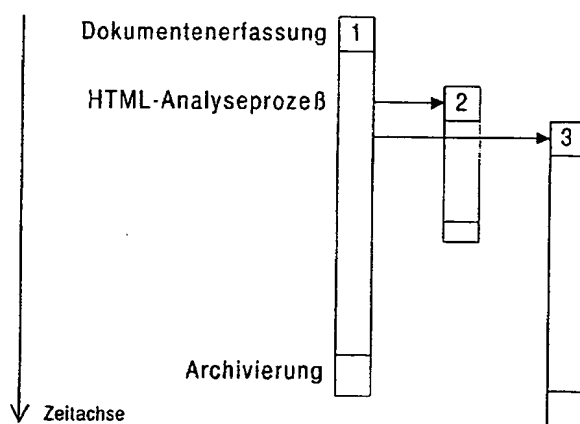 Dokumentenerfassung 1
HTML-Analyseprozeß 2
3
Archivierung
Zeitachse